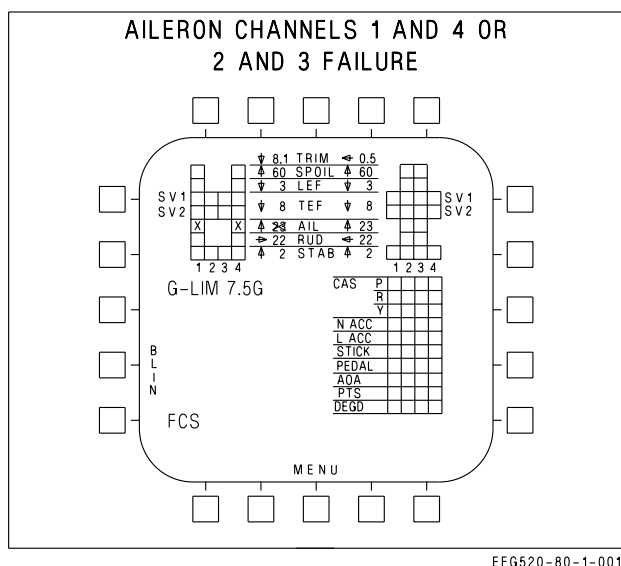 AILERON CHANNELS 1 AND 4 OR
2 AND 3 FAILURE
8.1 TRIM 0.5
60 SPOIL 60
3 LEF 3
SV1 SV1
8 TEF 8
SV2 SV2
X X AIL 23
22 RUD 22
2 STAB 2
1 2 3 4 1 2 3 4
G-LIM 7.5G
CAS P
R
Y
N ACC
L ACC
STICK
PEDAL
AOA
PTS
DEGD
BLIN
FCS
MENU
EFG520-80-1-001